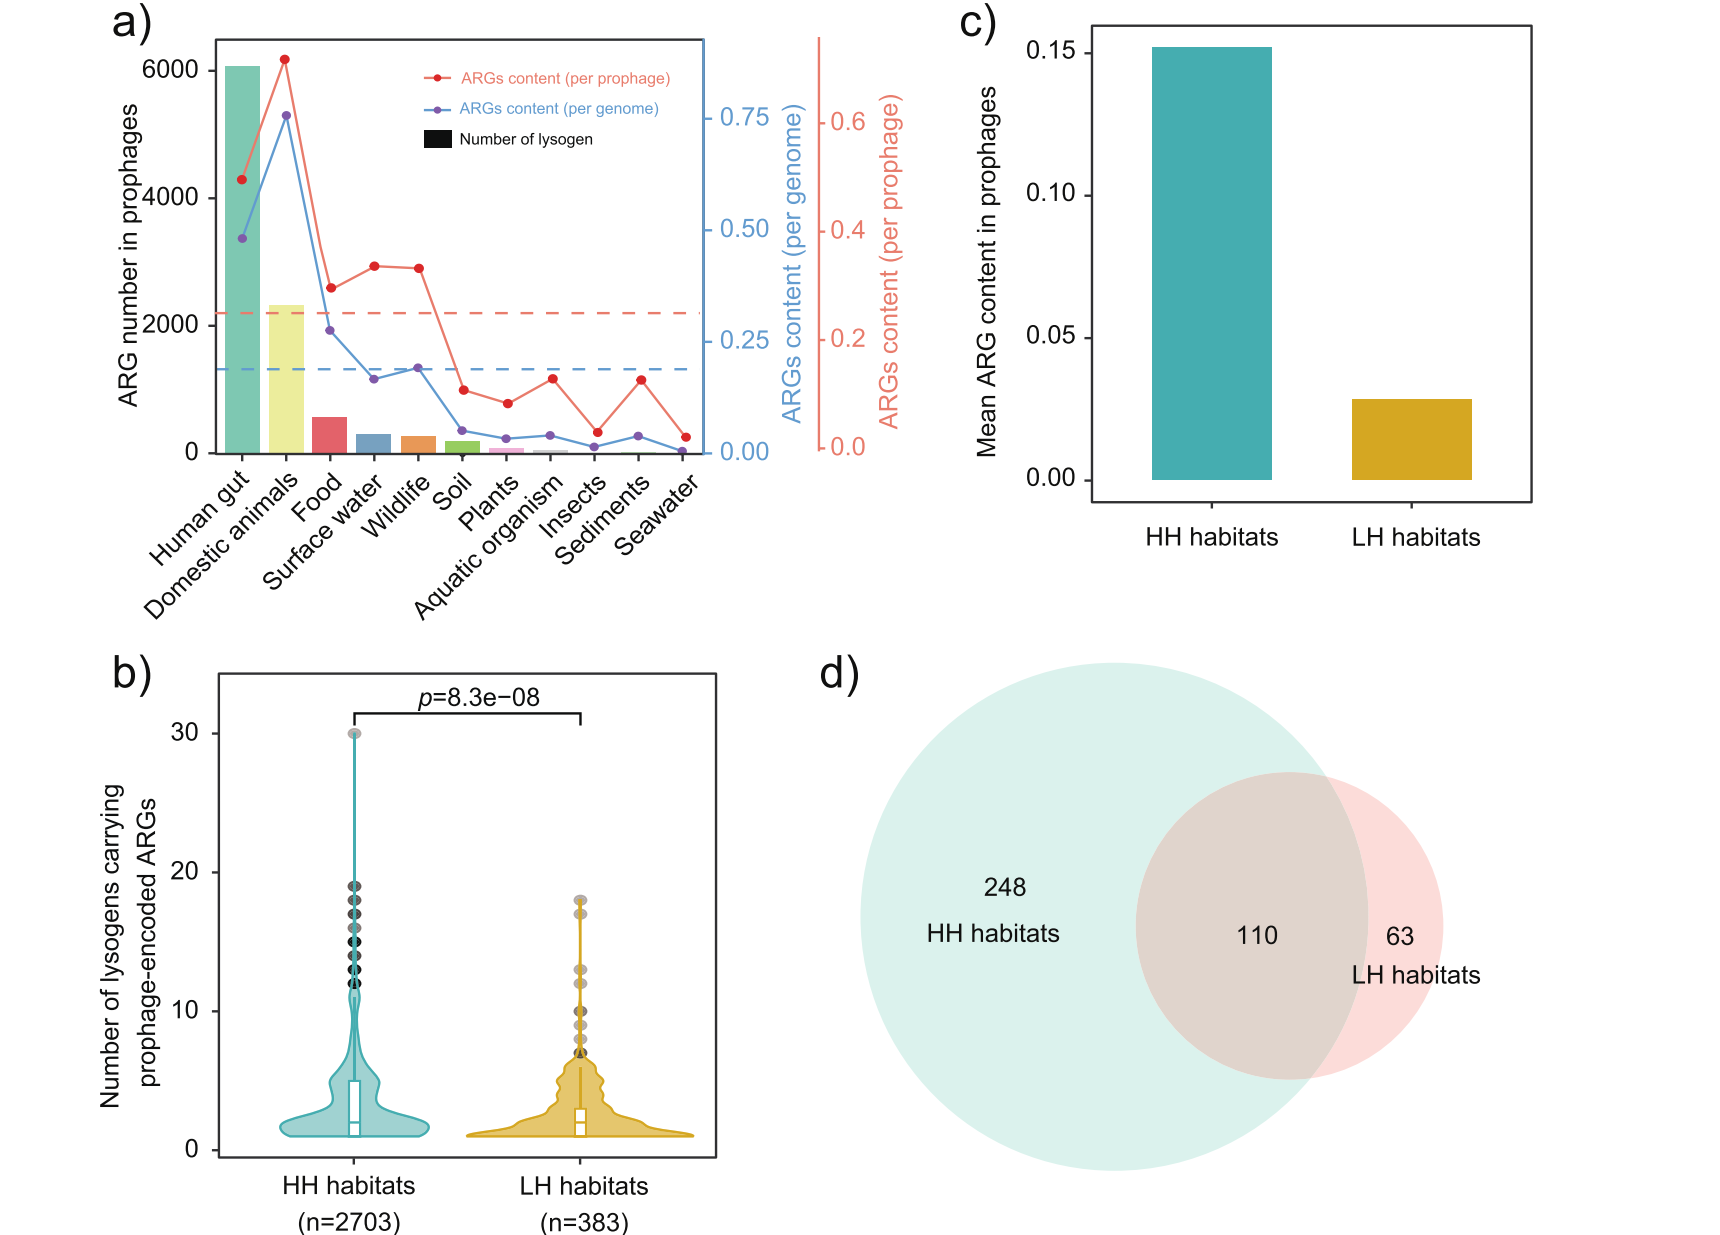 a)
ARG number in prophages
6000
4000
2000
0
ARGs content (per prophage)
ARGs content (per genome)
Number of lysogen
0.75
0.50
0.25
0.00
ARGs content (per genome)
0.6
0.4
0.2
0.0
ARGs content (per prophage)
Human gut
Domestic animals
Food
Surface water
Wildlife
Soil
Plants
Aquatic organism
Insects
Sediments
Seawater
c)
Mean ARG content in prophages
0.15
0.10
0.05
0.00
HH habitats
LH habitats
b)
Number of lysogens carrying
prophage-encoded ARGs
30
20
10
0
p=8.3e−08
HH habitats
(n=2703)
LH habitats
(n=383)
d)
248
HH habitats
110
63
LH habitats